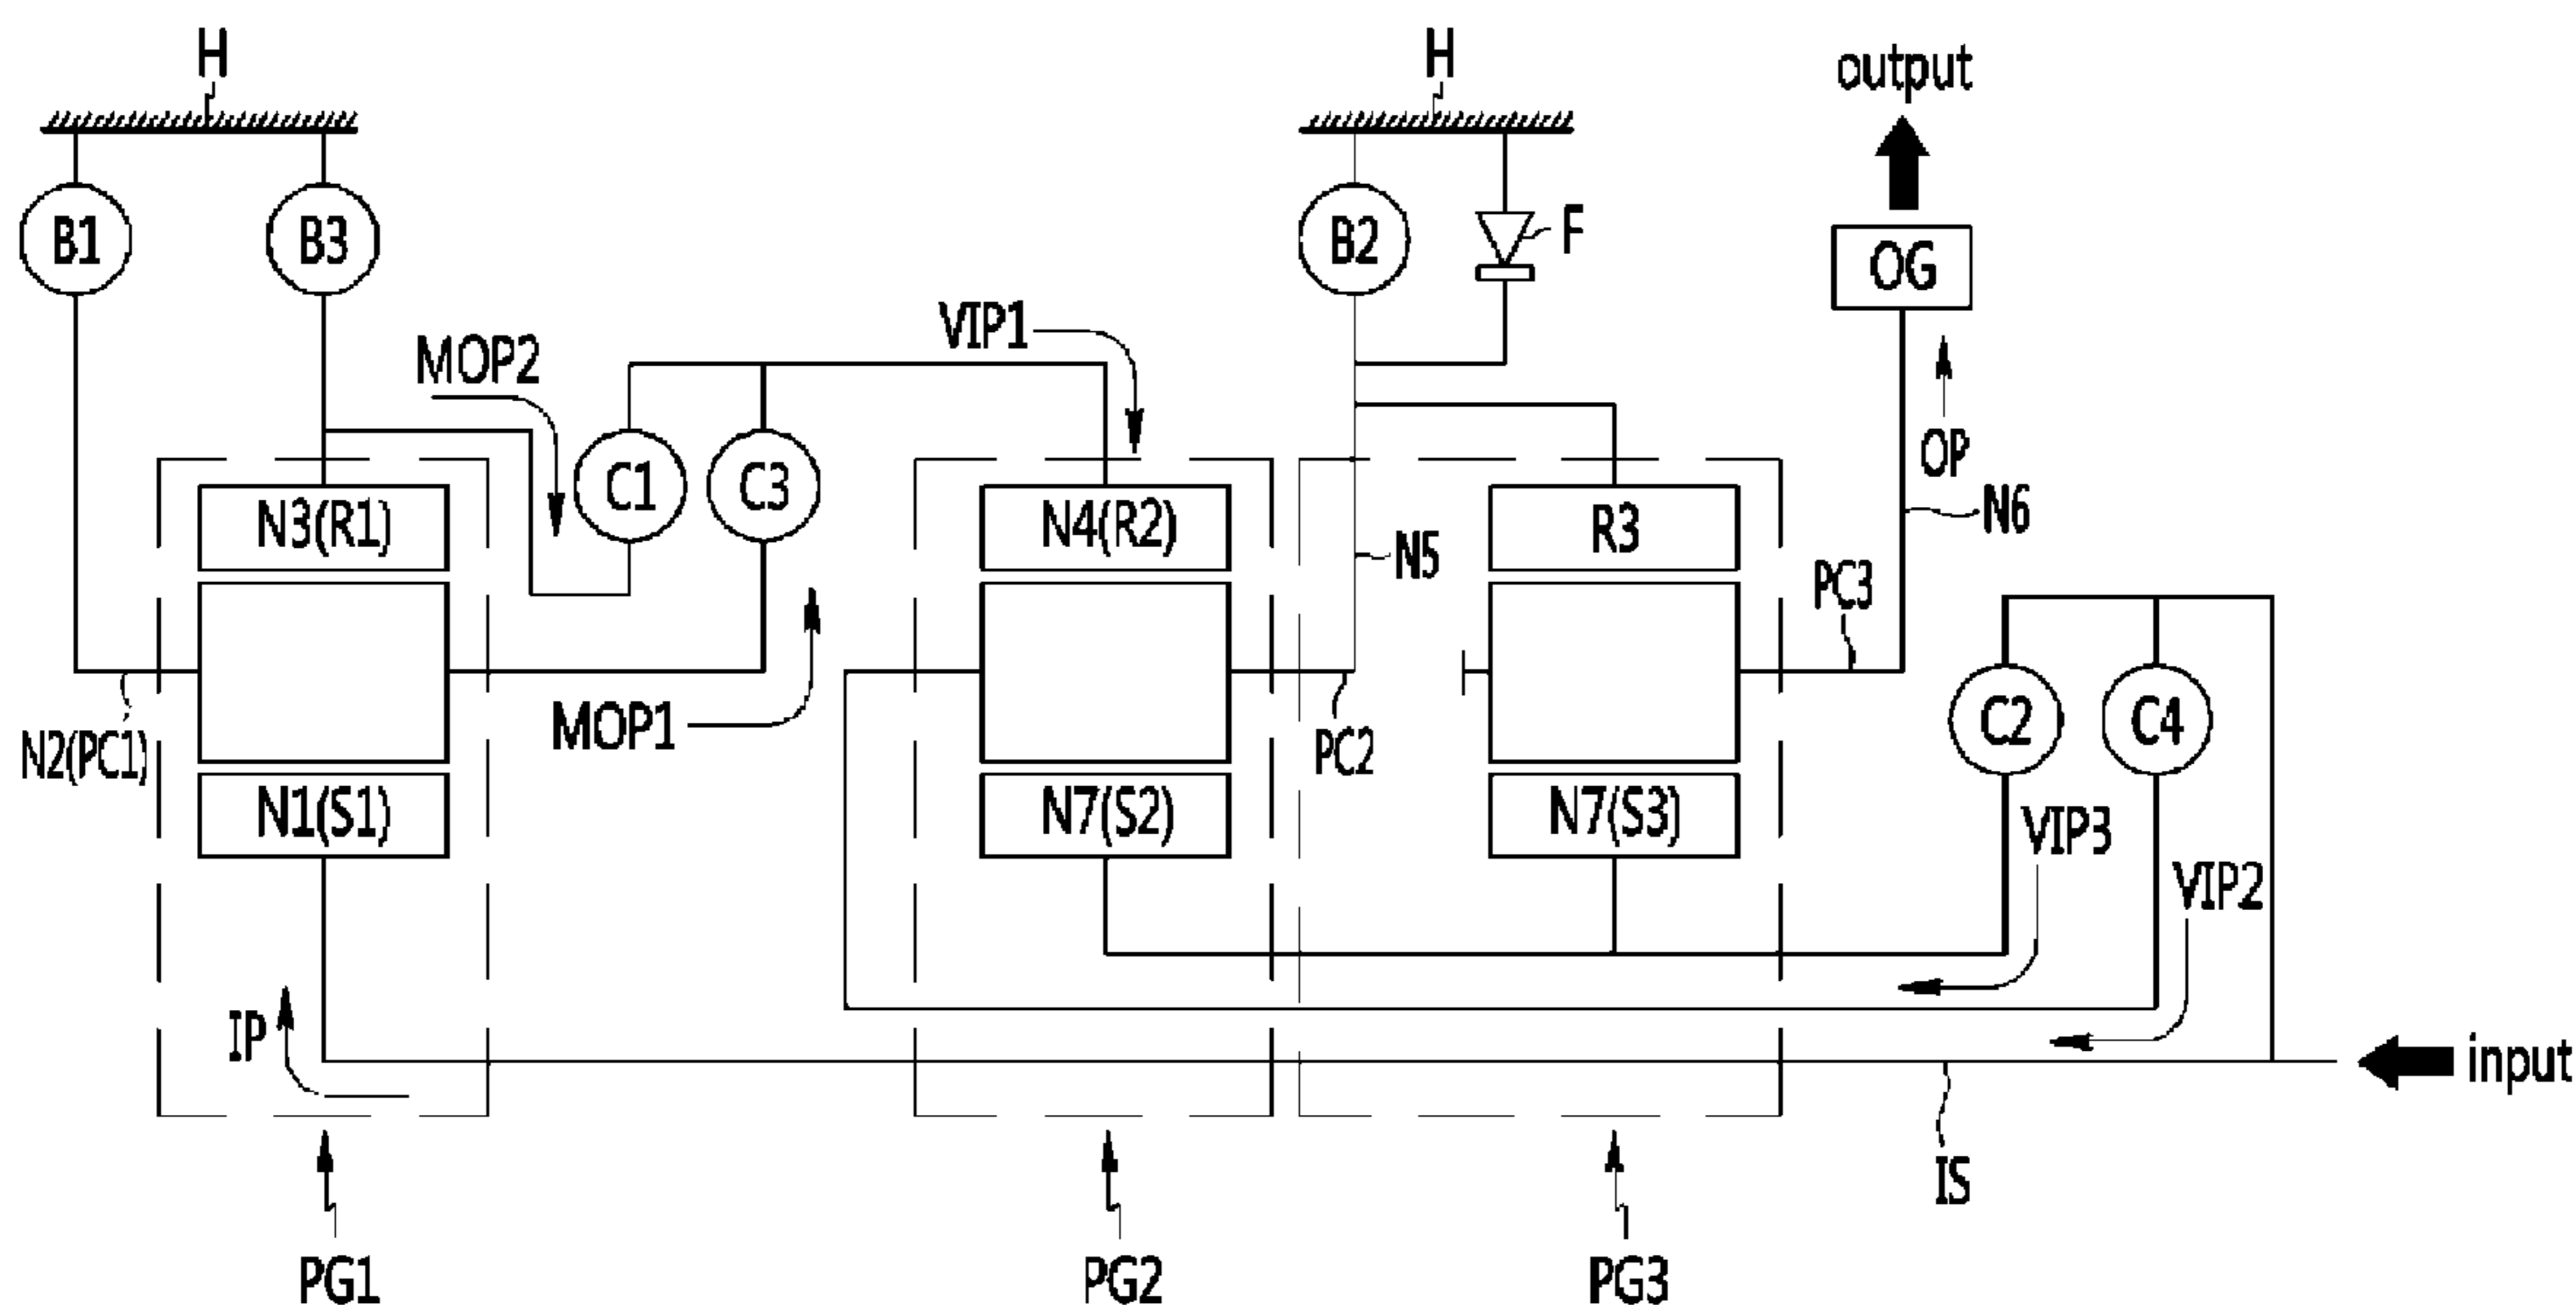 H
H
output
B1
B3
B2
F
OG
VIP1
MOP2
OP
N6
C1
C3
N3(R1)
N4(R2)
R3
N5
PC3
MOP1
PC2
C2
C4
N2(PC1)
N1(S1)
N7(S2)
N7(S3)
VIP3
VIP2
IP
input
IS
PG1
PG2
PG3